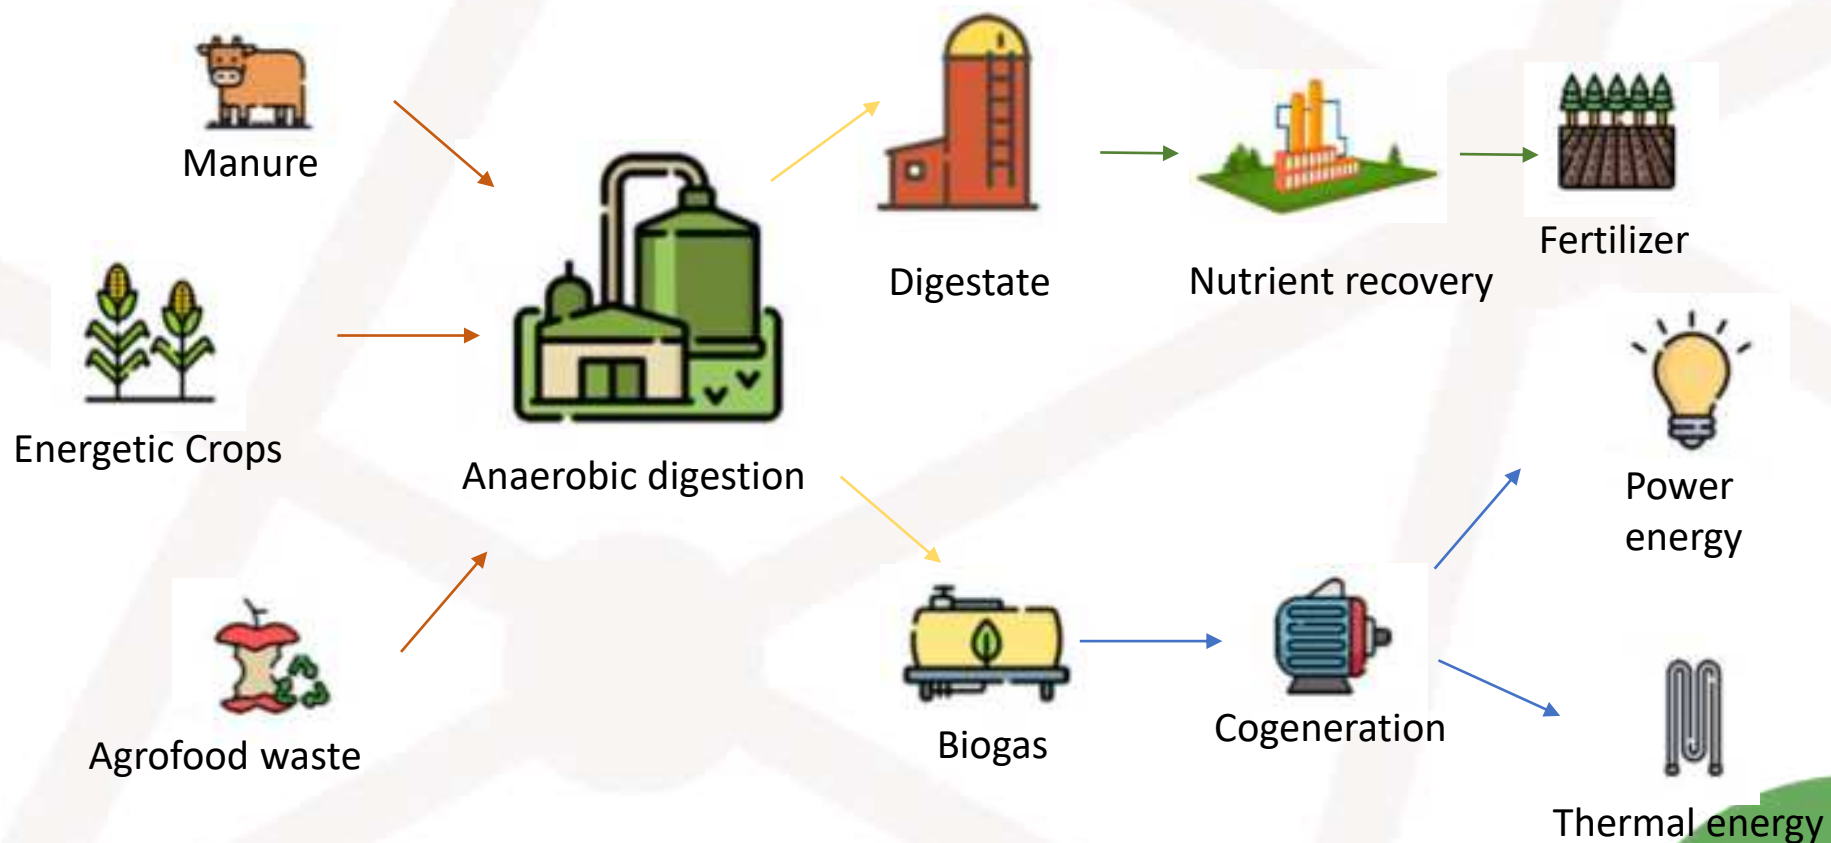 Manure
Energetic Crops
Agrofood waste
Anaerobic digestion
Digestate
Nutrient recovery
Fertilizer
Biogas
Cogeneration
Power
energy
Thermal energy